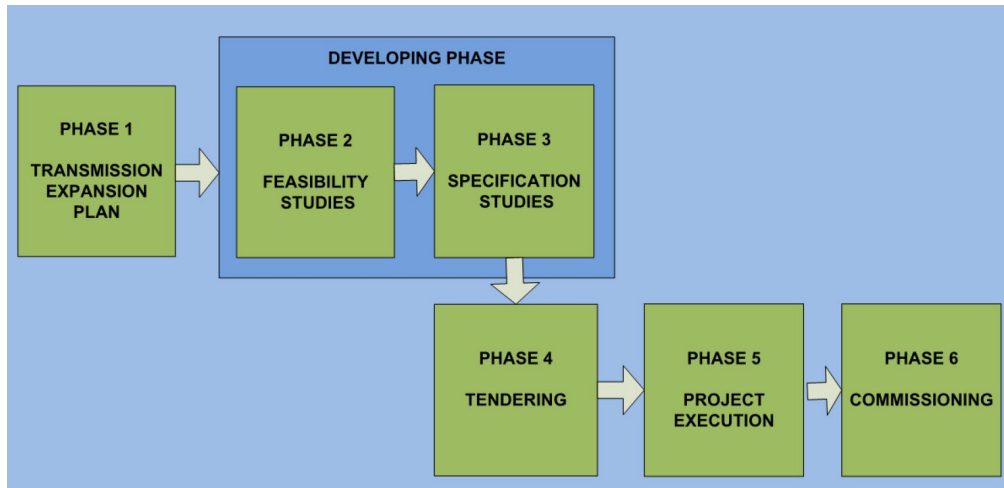 DEVELOPING PHASE
PHASE 1
TRANSMISSION
EXPANSION
PLAN
PHASE 2
FEASIBILITY
STUDIES
PHASE 3
SPECIFICATION
STUDIES
PHASE 4
TENDERING
PHASE 5
PROJECT
EXECUTION
PHASE 6
COMMISSIONING